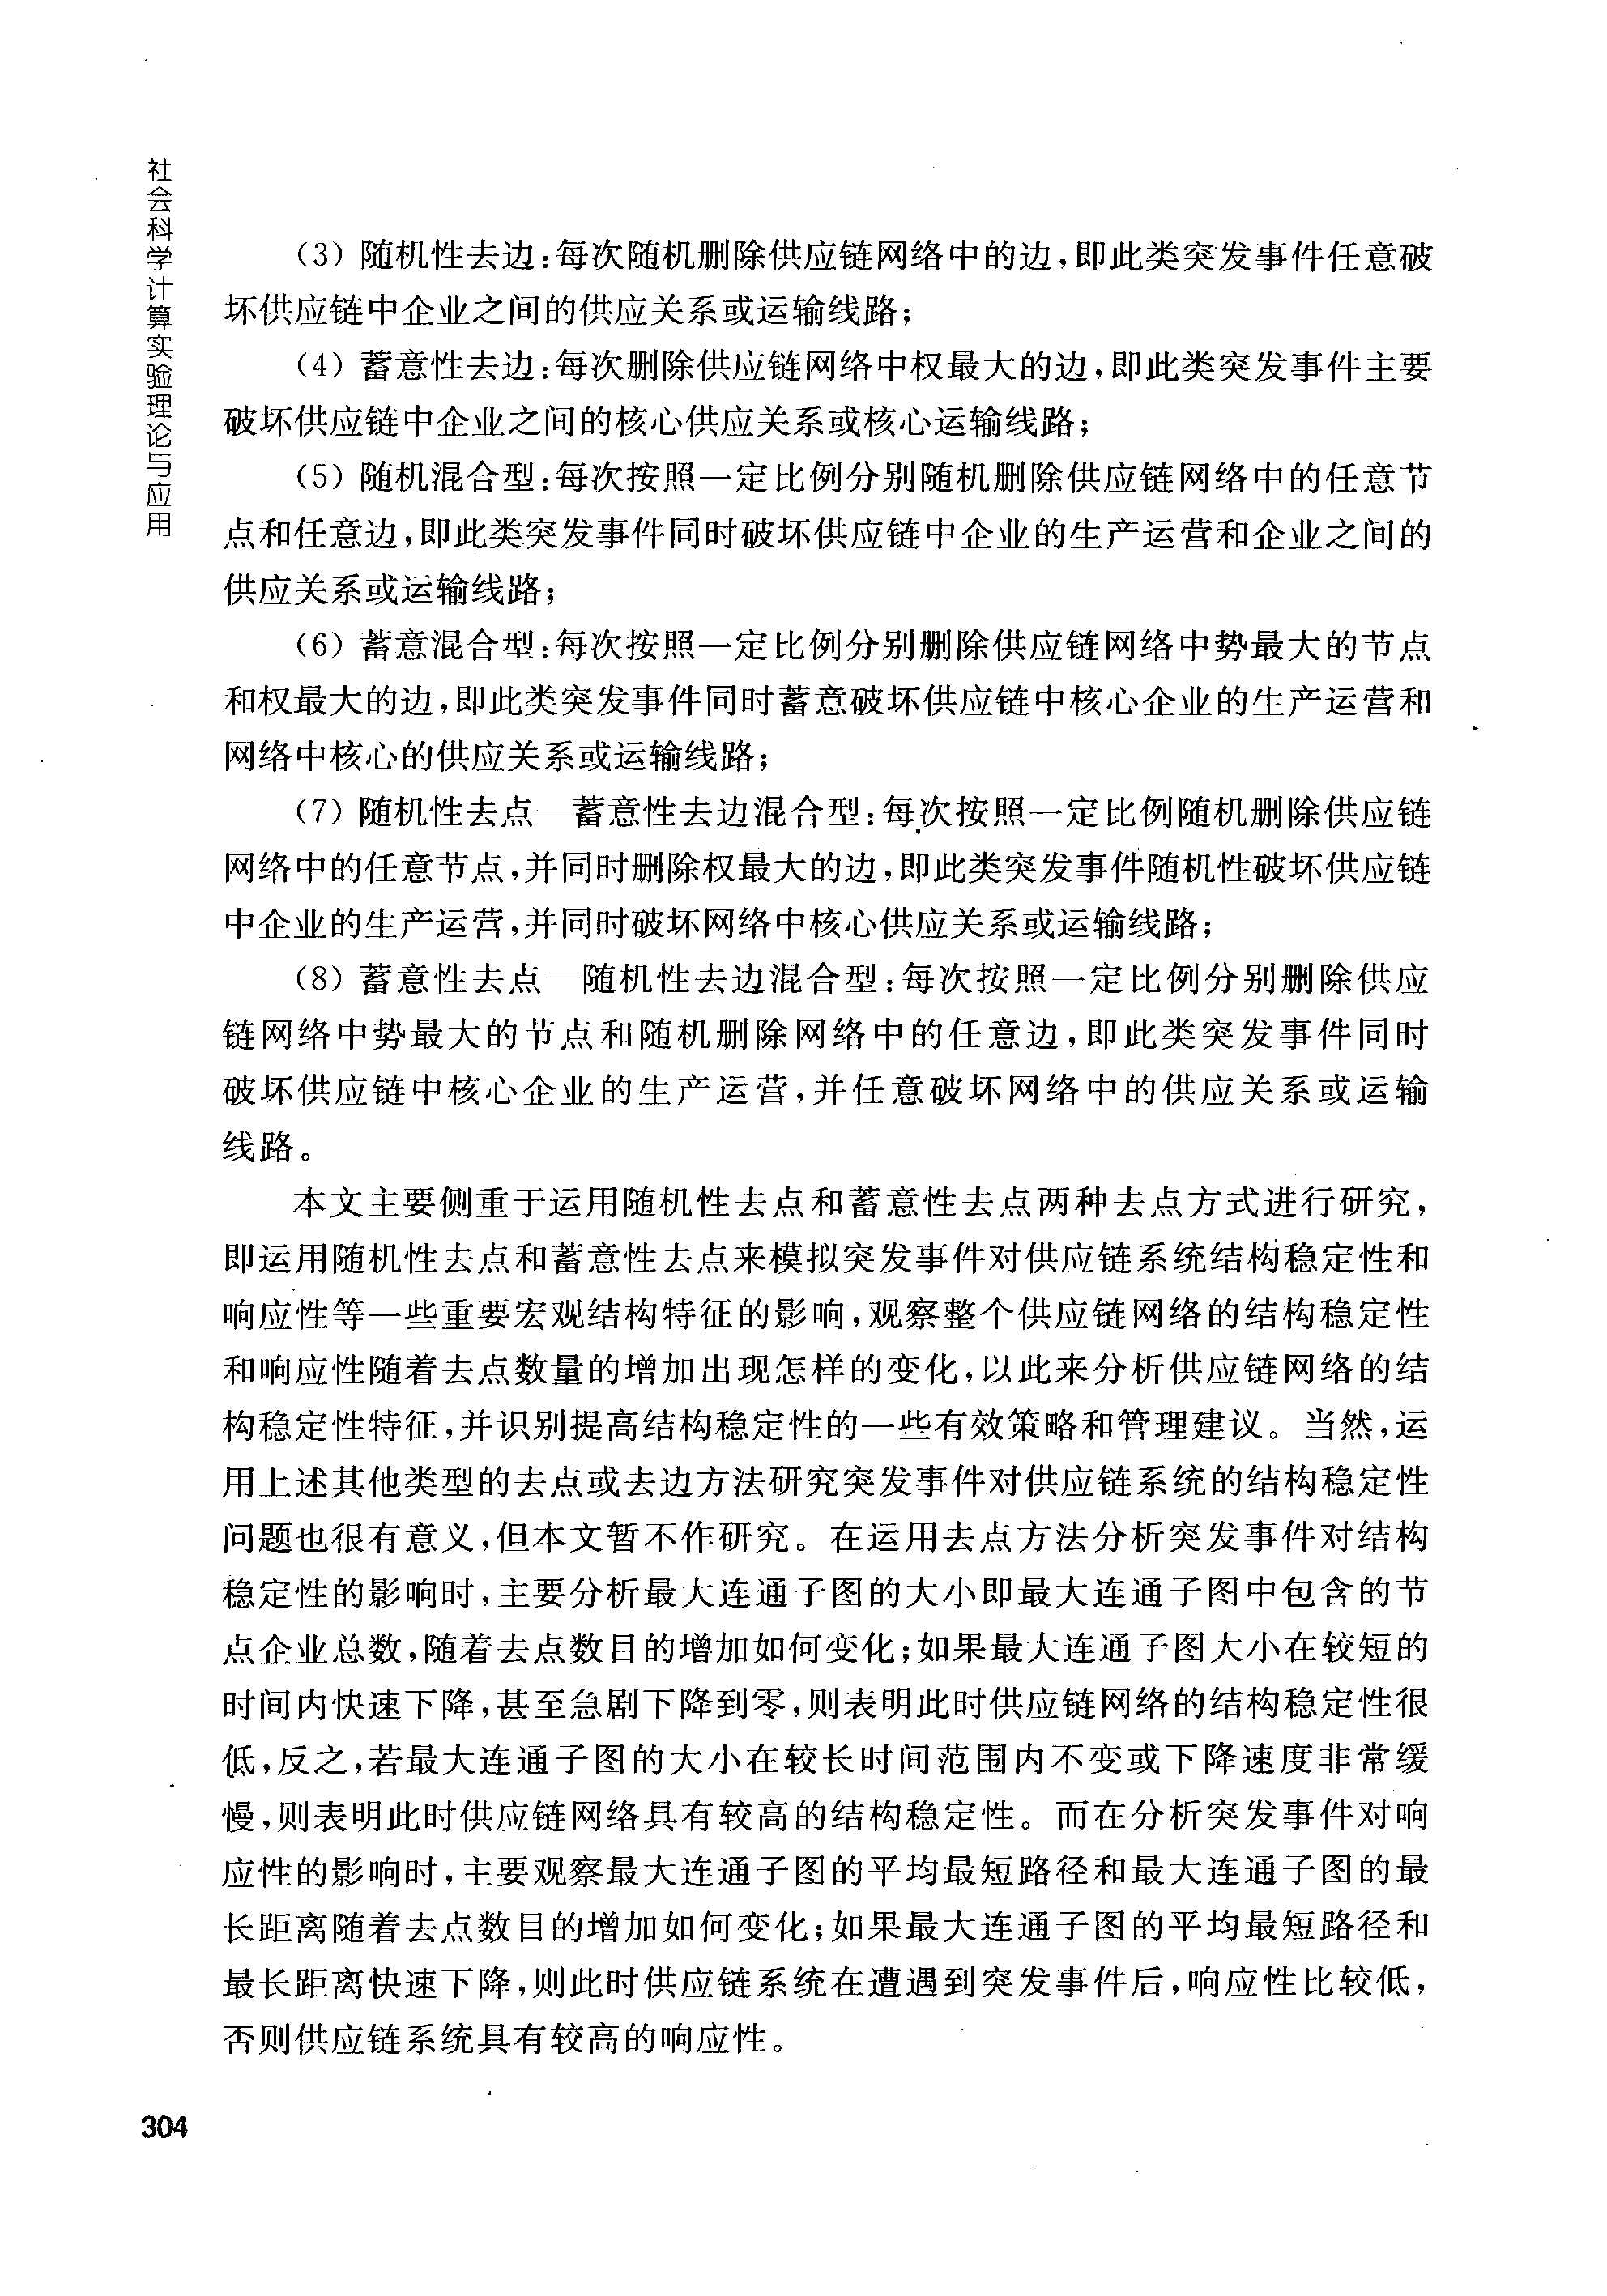 社会科学计算实验理论与应用
（3）随机性去边：每次随机删除供应链网络中的边，即此类突发事件任意破
坏供应链中企业之间的供应关系或运输线路；
（4）蓄意性去边：每次删除供应链网络中权最大的边，即此类突发事件主要
破坏供应链中企业之间的核心供应关系或核心运输线路；
（5）随机混合型：每次按照一定比例分别随机删除供应链网络中的任意节
点和任意边，即此类突发事件同时破坏供应链中企业的生产运营和企业之间的
供应关系或运输线路；
（6）蓄意混合型：每次按照一定比例分别删除供应链网络中势最大的节点
和权最大的边，即此类突发事件同时蓄意破坏供应链中核心企业的生产运营和
网络中核心的供应关系或运输线路；
（7）随机性去点—蓄意性去边混合型：每次按照一定比例随机删除供应链
网络中的任意节点，并同时删除权最大的边，即此类突发事件随机性破坏供应链
中企业的生产运营，并同时破坏网络中核心供应关系或运输线路；
（8）蓄意性去点—随机性去边混合型：每次按照一定比例分别删除供应
链网络中势最大的节点和随机删除网络中的任意边，即此类突发事件同时
破坏供应链中核心企业的生产运营，并任意破坏网络中的供应关系或运输
线路。
本文主要侧重于运用随机性去点和蓄意性去点两种去点方式进行研究，
即运用随机性去点和蓄意性去点来模拟突发事件对供应链系统结构稳定性和
响应性等一些重要宏观结构特征的影响，观察整个供应链网络的结构稳定性
和响应性随着去点数量的增加出现怎样的变化，以此来分析供应链网络的结
构稳定性特征，并识别提高结构稳定性的一些有效策略和管理建议。当然，运
用上述其他类型的去点或去边方法研究突发事件对供应链系统的结构稳定性
问题也很有意义，但本文暂不作研究。在运用去点方法分析突发事件对结构
稳定性的影响时，主要分析最大连通子图的大小即最大连通子图中包含的节
点企业总数，随着去点数目的增加如何变化；如果最大连通子图大小在较短的
时间内快速下降，甚至急剧下降到零，则表明此时供应链网络的结构稳定性很
低，反之，若最大连通子图的大小在较长时间范围内不变或下降速度非常缓
慢，则表明此时供应链网络具有较高的结构稳定性。而在分析突发事件对响
应性的影响时，主要观察最大连通子图的平均最短路径和最大连通子图的最
长距离随着去点数目的增加如何变化；如果最大连通子图的平均最短路径和
最长距离快速下降，则此时供应链系统在遭遇到突发事件后，响应性比较低，
否则供应链系统具有较高的响应性。
304